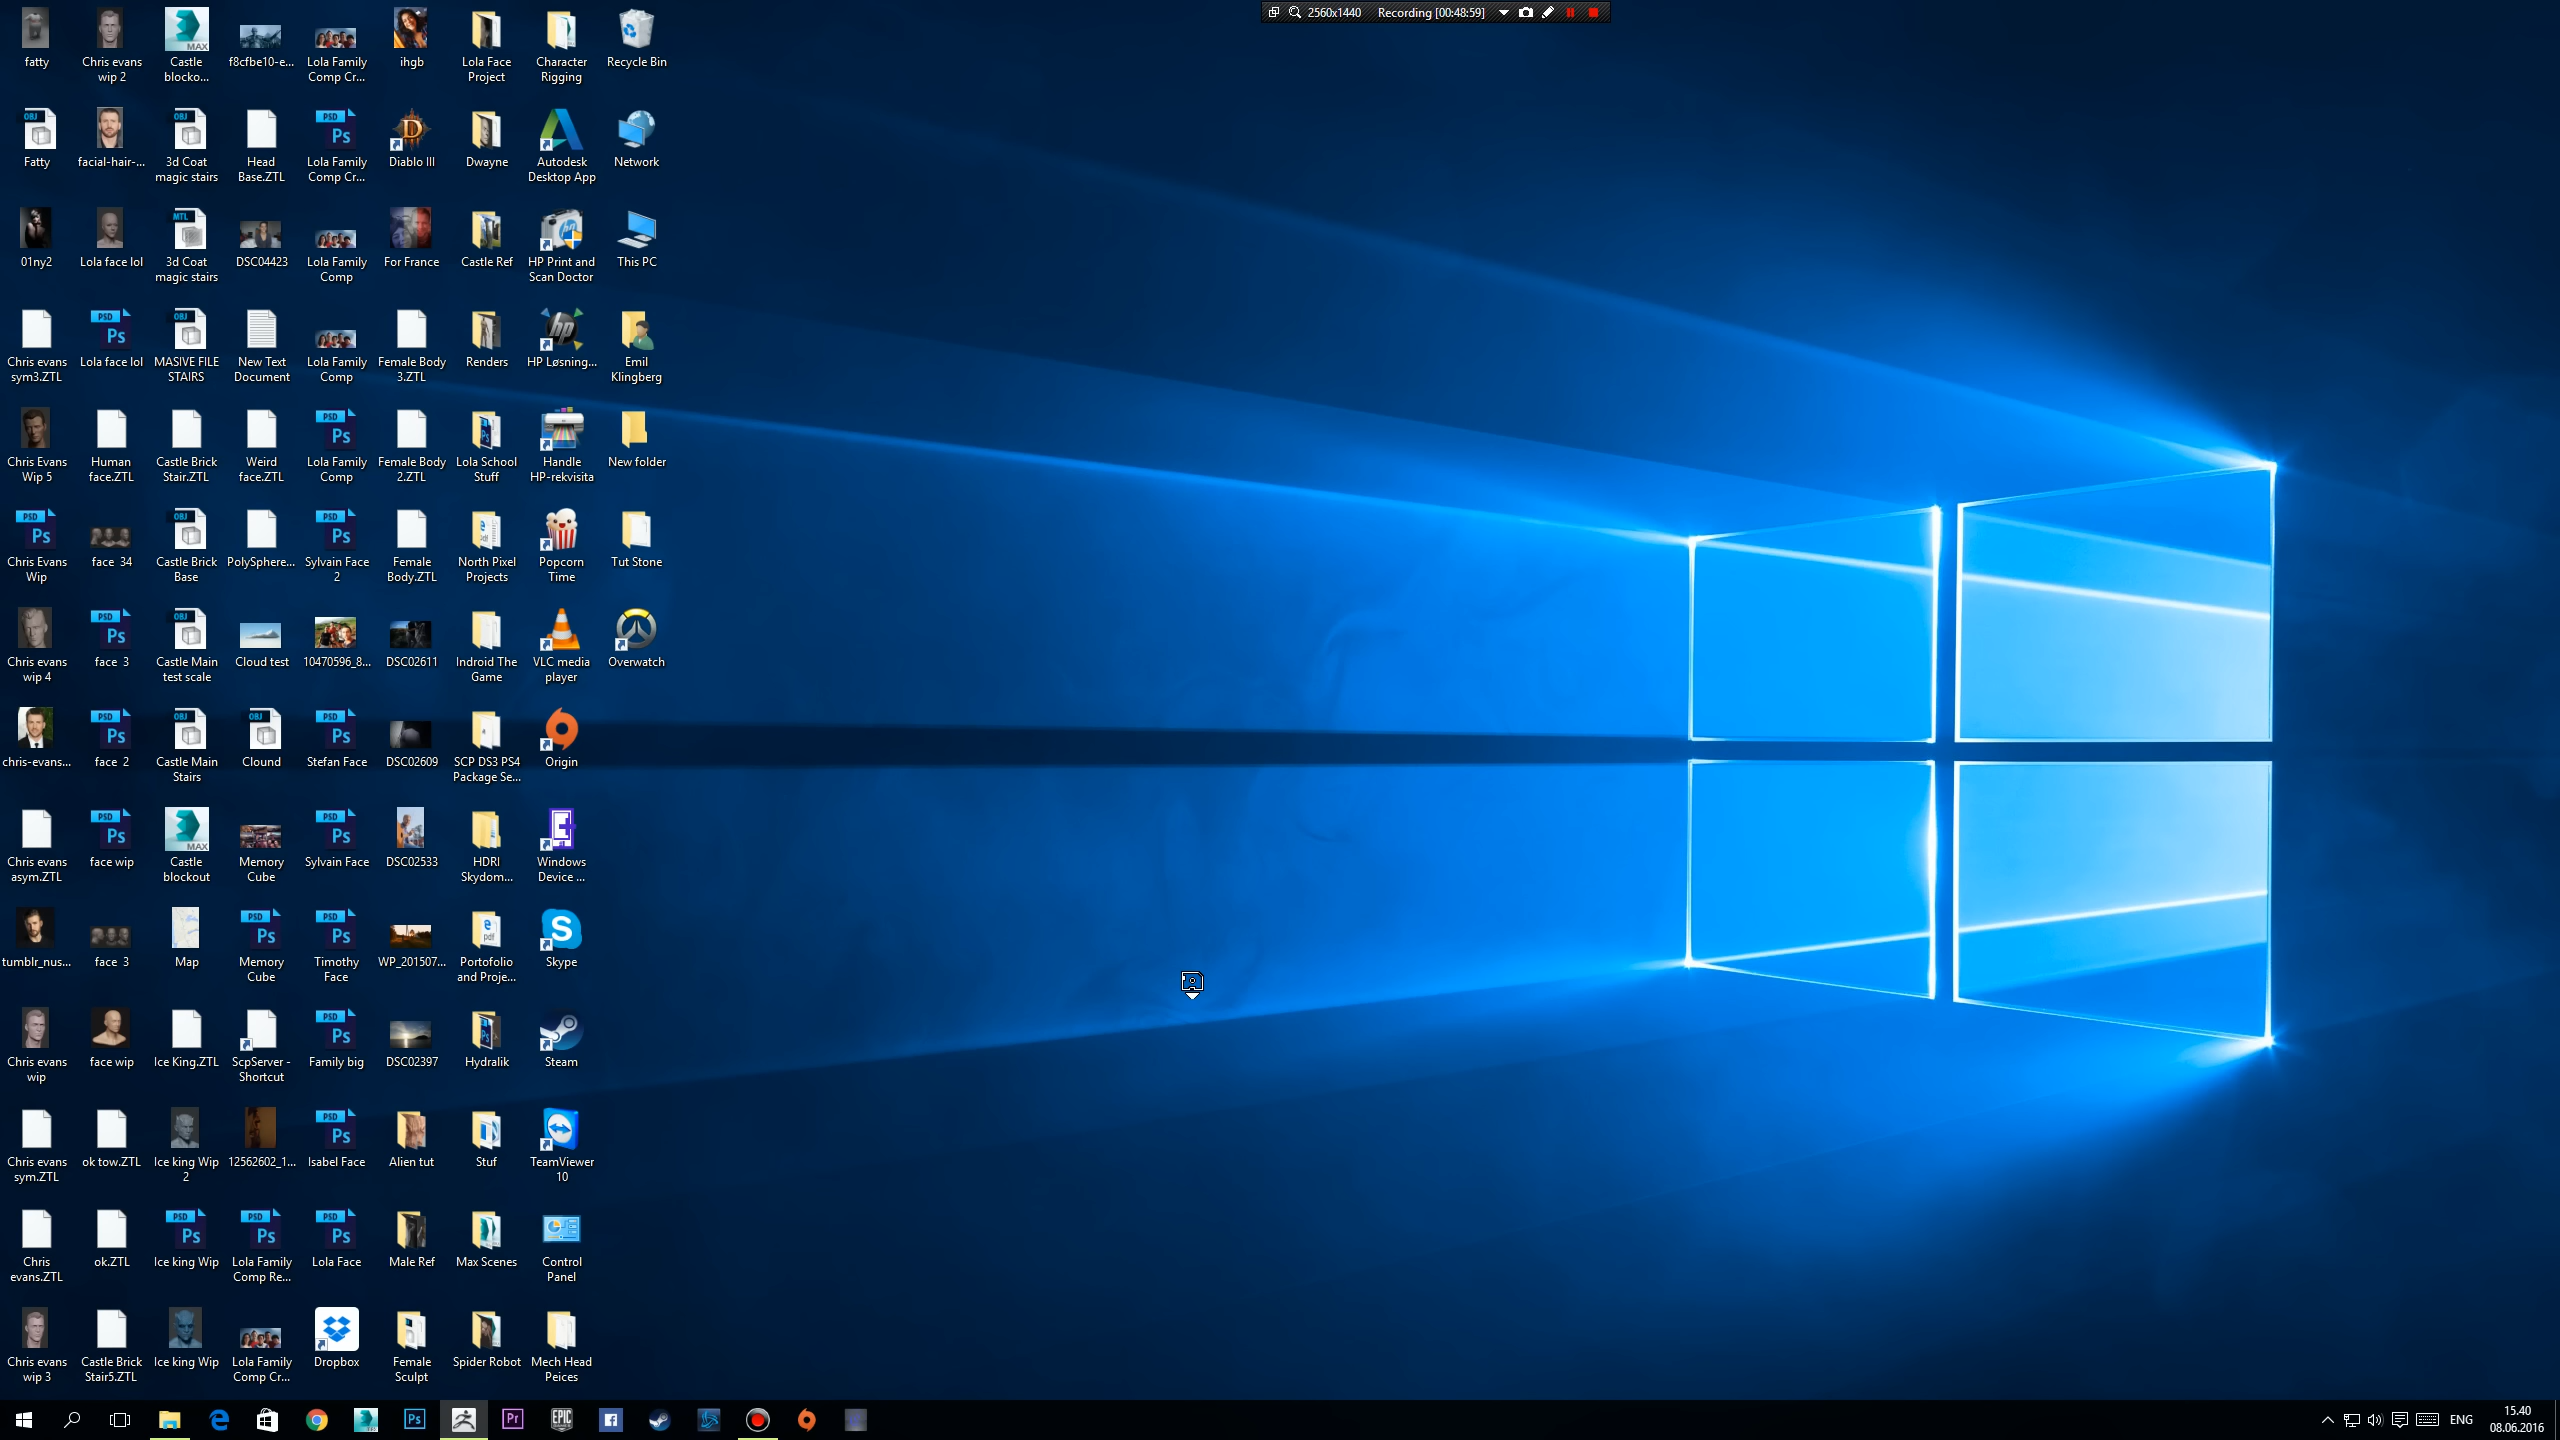 2560x1440 Recording [00:48:59]
fatty
Chris evans
wip 2
Castle
blocko...
f8cfbe10-e...
Lola Family
Comp Cr...
ihgb
Lola Face
Project
Character
Rigging
Recycle Bin
Fatty
facial-hair-...
3d Coat
magic stairs
Head
Base.ZTL
Lola Family
Comp Cr...
Diablo III
Dwayne
Autodesk
Desktop App
Network
01ny2
Lola face lol
3d Coat
magic stairs
DSC04423
Lola Family
Comp
For France
Castle Ref
HP Print and
Scan Doctor
This PC
Chris evans
sym3.ZTL
Lola face lol
MASIVE FILE
STAIRS
New Text
Document
Lola Family
Comp
Female Body
3.ZTL
Renders
HP Løsning...
Emil
Klingberg
Chris Evans
Wip 5
Human
face.ZTL
Castle Brick
Stair.ZTL
Weird
face.ZTL
Lola Family
Comp
Female Body
2.ZTL
Lola School
Stuff
Handle
HP-rekvisita
New folder
Chris Evans
Wip
face 34
Castle Brick
Base
PolySphere...
Sylvain Face
2
Female
Body.ZTL
North Pixel
Projects
Popcorn
Time
Tut Stone
Chris evans
wip 4
face 3
Castle Main
test scale
Cloud test
10470596_8...
DSC02611
Indroid The
Game
VLC media
player
Overwatch
chris-evans...
face 2
Castle Main
Stairs
Clound
Stefan Face
DSC02609
SCP DS3 PS4
Package Se...
Origin
Chris evans
asym.ZTL
face wip
Castle
blockout
Memory
Cube
Sylvain Face
DSC02533
HDRI
Skydom...
Windows
Device ...
tumblr_nus...
face 3
Map
Memory
Cube
Timothy
Face
WP_201507...
Portofolio
and Proje...
Skype
Chris evans
wip
face wip
Ice King.ZTL
ScpServer -
Shortcut
Family big
DSC02397
Hydralik
Steam
Chris evans
sym.ZTL
ok tow.ZTL
Ice king Wip
2
12562602_1...
Isabel Face
Alien tut
Stuf
TeamViewer
10
Chris
evans.ZTL
ok.ZTL
Ice king Wip
Lola Family
Comp Re...
Lola Face
Male Ref
Max Scenes
Control
Panel
Chris evans
wip 3
Castle Brick
Stair5.ZTL
Ice king Wip
Lola Family
Comp Cr...
Dropbox
Female
Sculpt
Spider Robot
Mech Head
Peices
ENG
15.40
08.06.2016